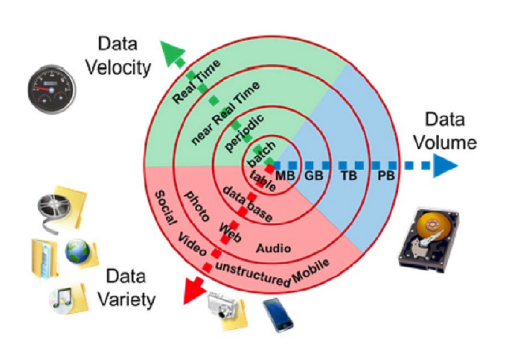 Data
Velocity
Real Time
near Real Time
periodic
batch
Data
Volume
MB GB TB PB
table
data base
photo Web Audio
Social Video unstructured Mobile
Data
Variety